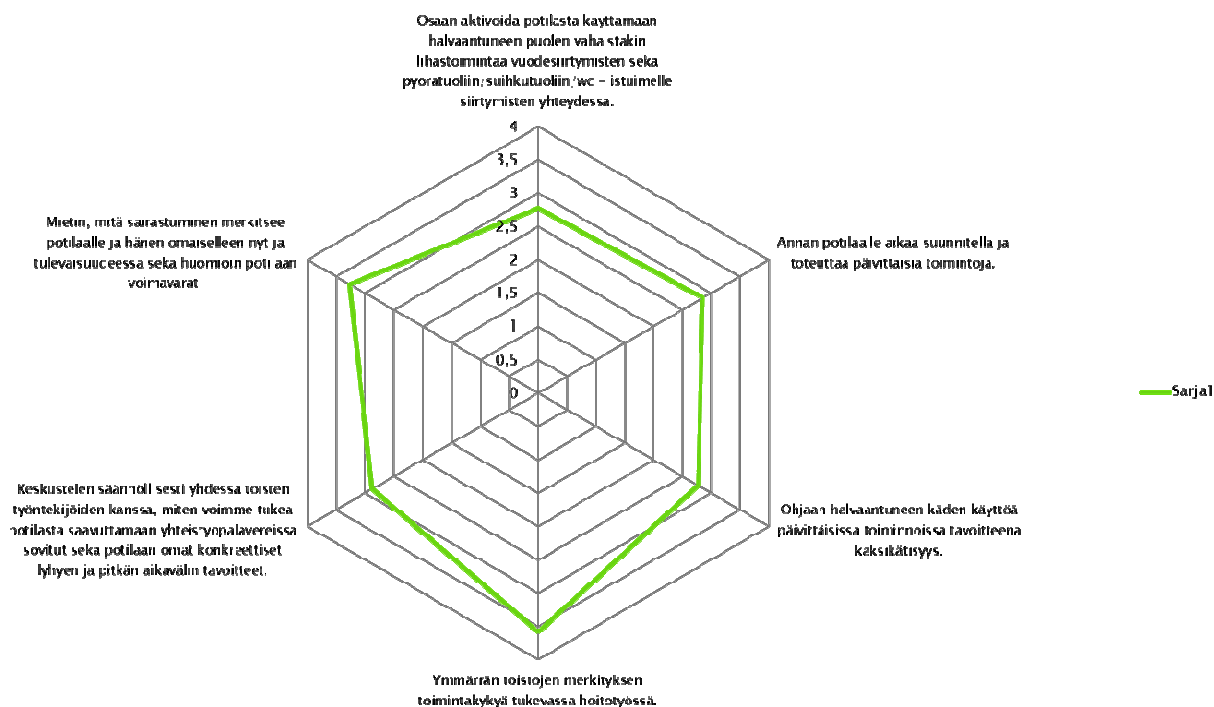 Osaan aktivoida potilasta käyttämään
halvaantuneen puolen vähäistäkin
lihastoimintaa vuodesiirtymisten sekä
pyörätuoliin/suihkutuoliin/wc – istuimelle
siirtymisten yhteydessä.
4
3,5
3
2,5
2
1,5
1
0,5
0
Mietin, mitä sairastuminen merkitsee
potilaalle ja hänen omaiselleen nyt ja
tulevaisuudessa sekä huomioin potilaan
voimavarat
Annan potilaalle aikaa suunnitella ja
toteuttaa päivittäisiä toimintoja.
Sarja1
Keskustelen säännöllisesti yhdessä toisten
työntekijöiden kanssa, miten voimme tukea
potilasta saavuttamaan yhteistyöpalavereissa
sovitut sekä potilaan omat konkreettiset
lyhyen ja pitkän aikavälin tavoitteet.
Ohjaan halvaantuneen käden käyttöä
päivittäisissä toiminnoissa tavoitteena
kaksikätisyys.
Ymmärrän toistojen merkityksen
toimintakykyä tukevassa hoitotyössä.